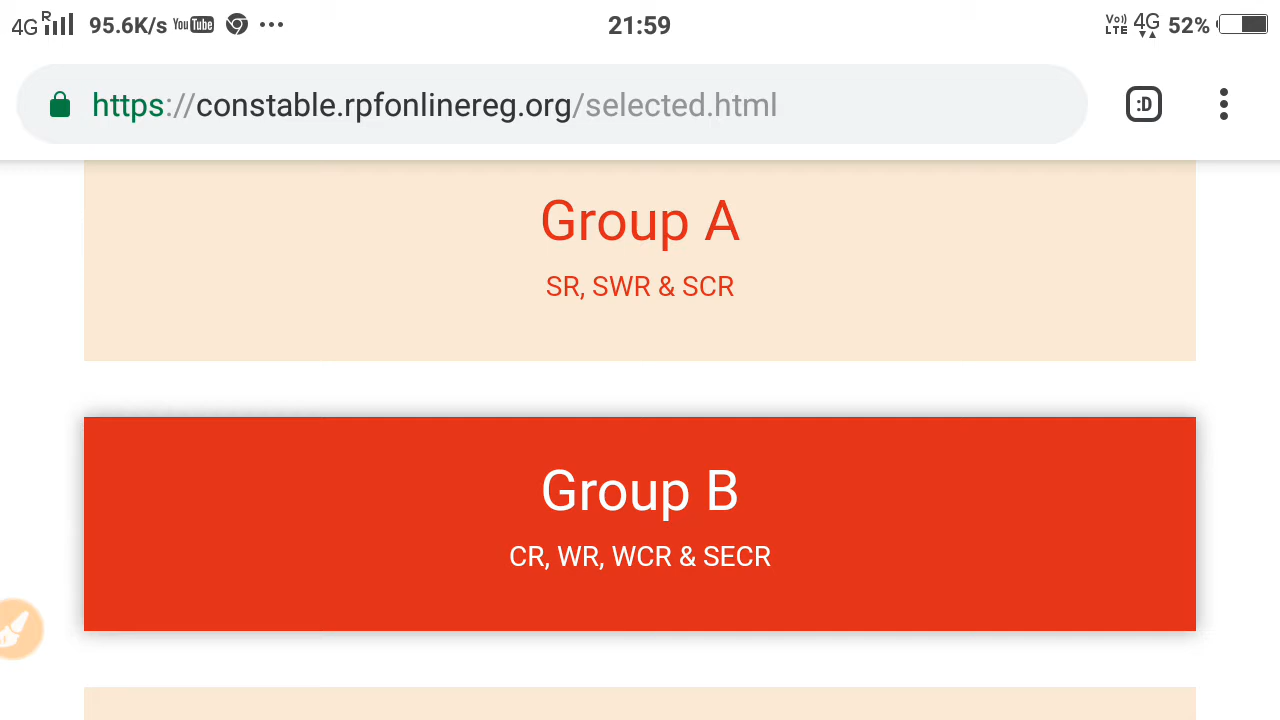 4G R 95.6K/s YouTube 21:59 Vo)) LTE 4G 52%
https://constable.rpfonlinereg.org/selected.html :D
Group A
SR, SWR & SCR
Group B
CR, WR, WCR & SECR